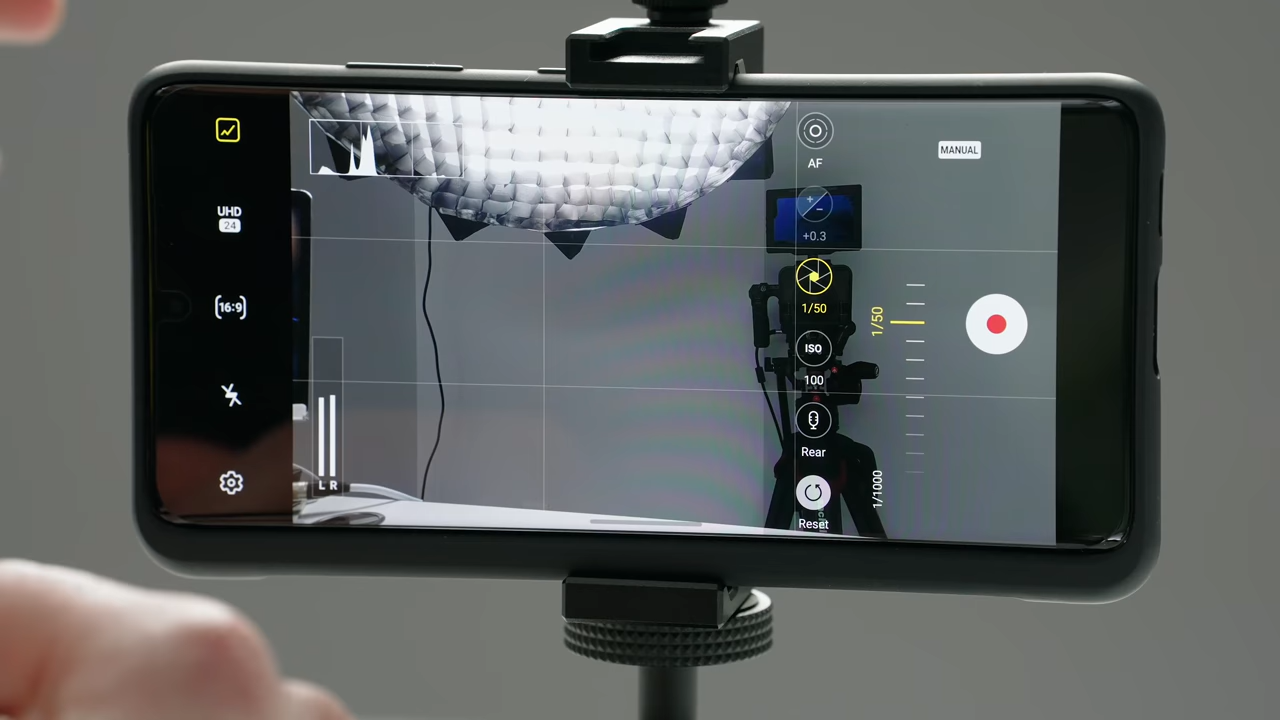 UHD
24
16:9
L R
AF
+0.3
1/50
ISO
100
Rear
Reset
1/50
1/1000
MANUAL